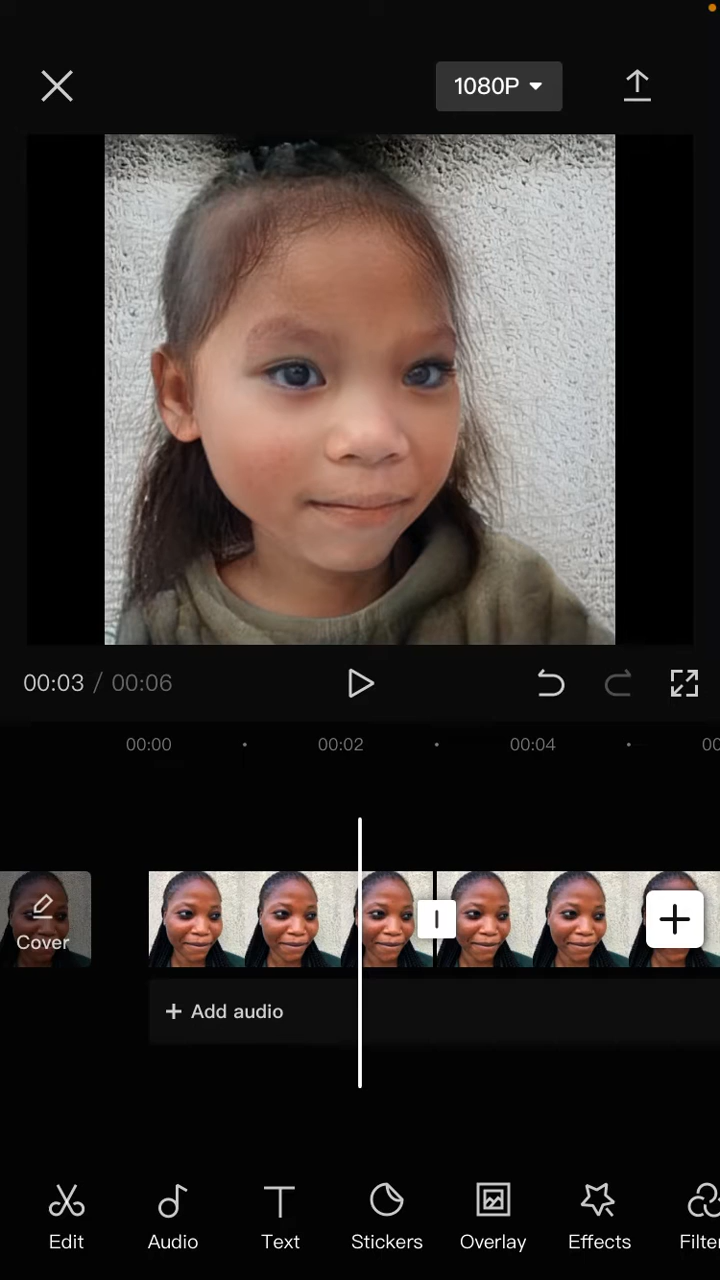 1080P
00:03 / 00:06
00:00 00:02 00:04 00
Cover
+ Add audio
Edit Audio Text Stickers Overlay Effects Filter